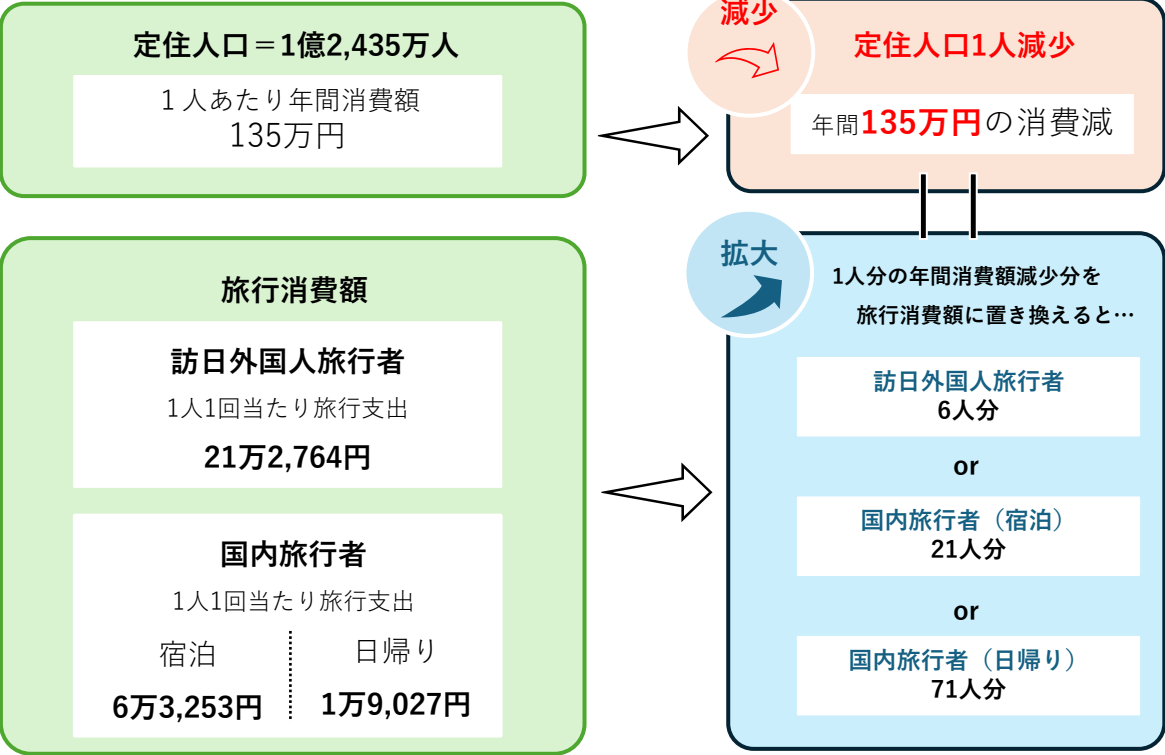 定住人口＝1億2,435万人
１人あたり年間消費額
135万円
減少
定住人口1人減少
年間135万円の消費減
旅行消費額
訪日外国人旅行者
1人1回当たり旅行支出
21万2,764円
国内旅行者
1人1回当たり旅行支出
宿泊
6万3,253円
日帰り
1万9,027円
拡大
1人分の年間消費額減少分を
旅行消費額に置き換えると…
訪日外国人旅行者
6人分
or
国内旅行者（宿泊）
21人分
or
国内旅行者（日帰り）
71人分